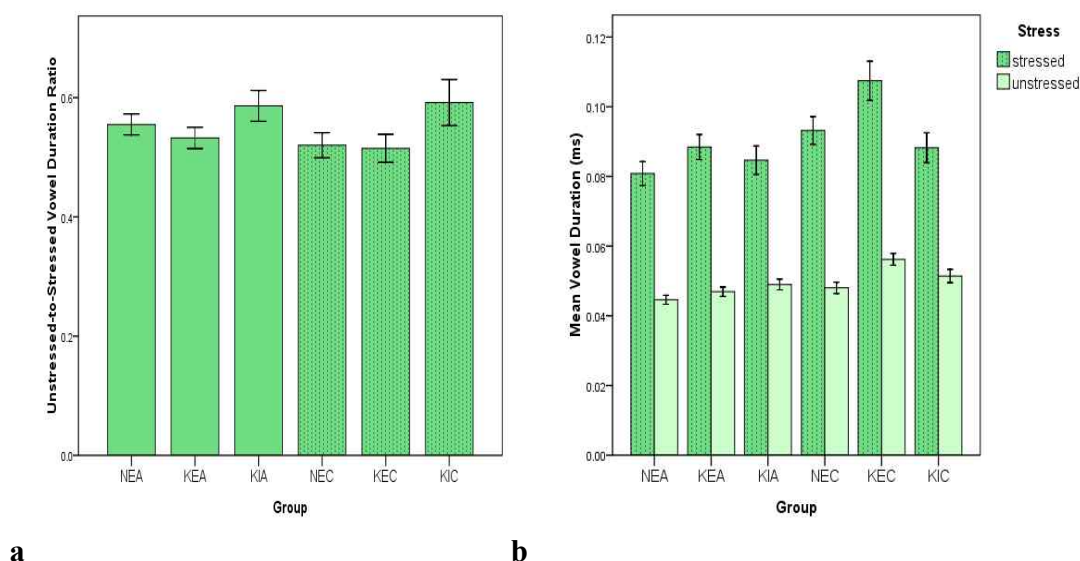 Unstressed-to-Stressed Vowel Duration Ratio
0.6
0.4
0.2
0.0
NEA KEA KIA NEC KEC KIC
Group
a
Mean Vowel Duration (ms)
0.12
0.10
0.08
0.06
0.04
0.02
0.00
NEA KEA KIA NEC KEC KIC
Group
Stress
stressed
unstressed
b